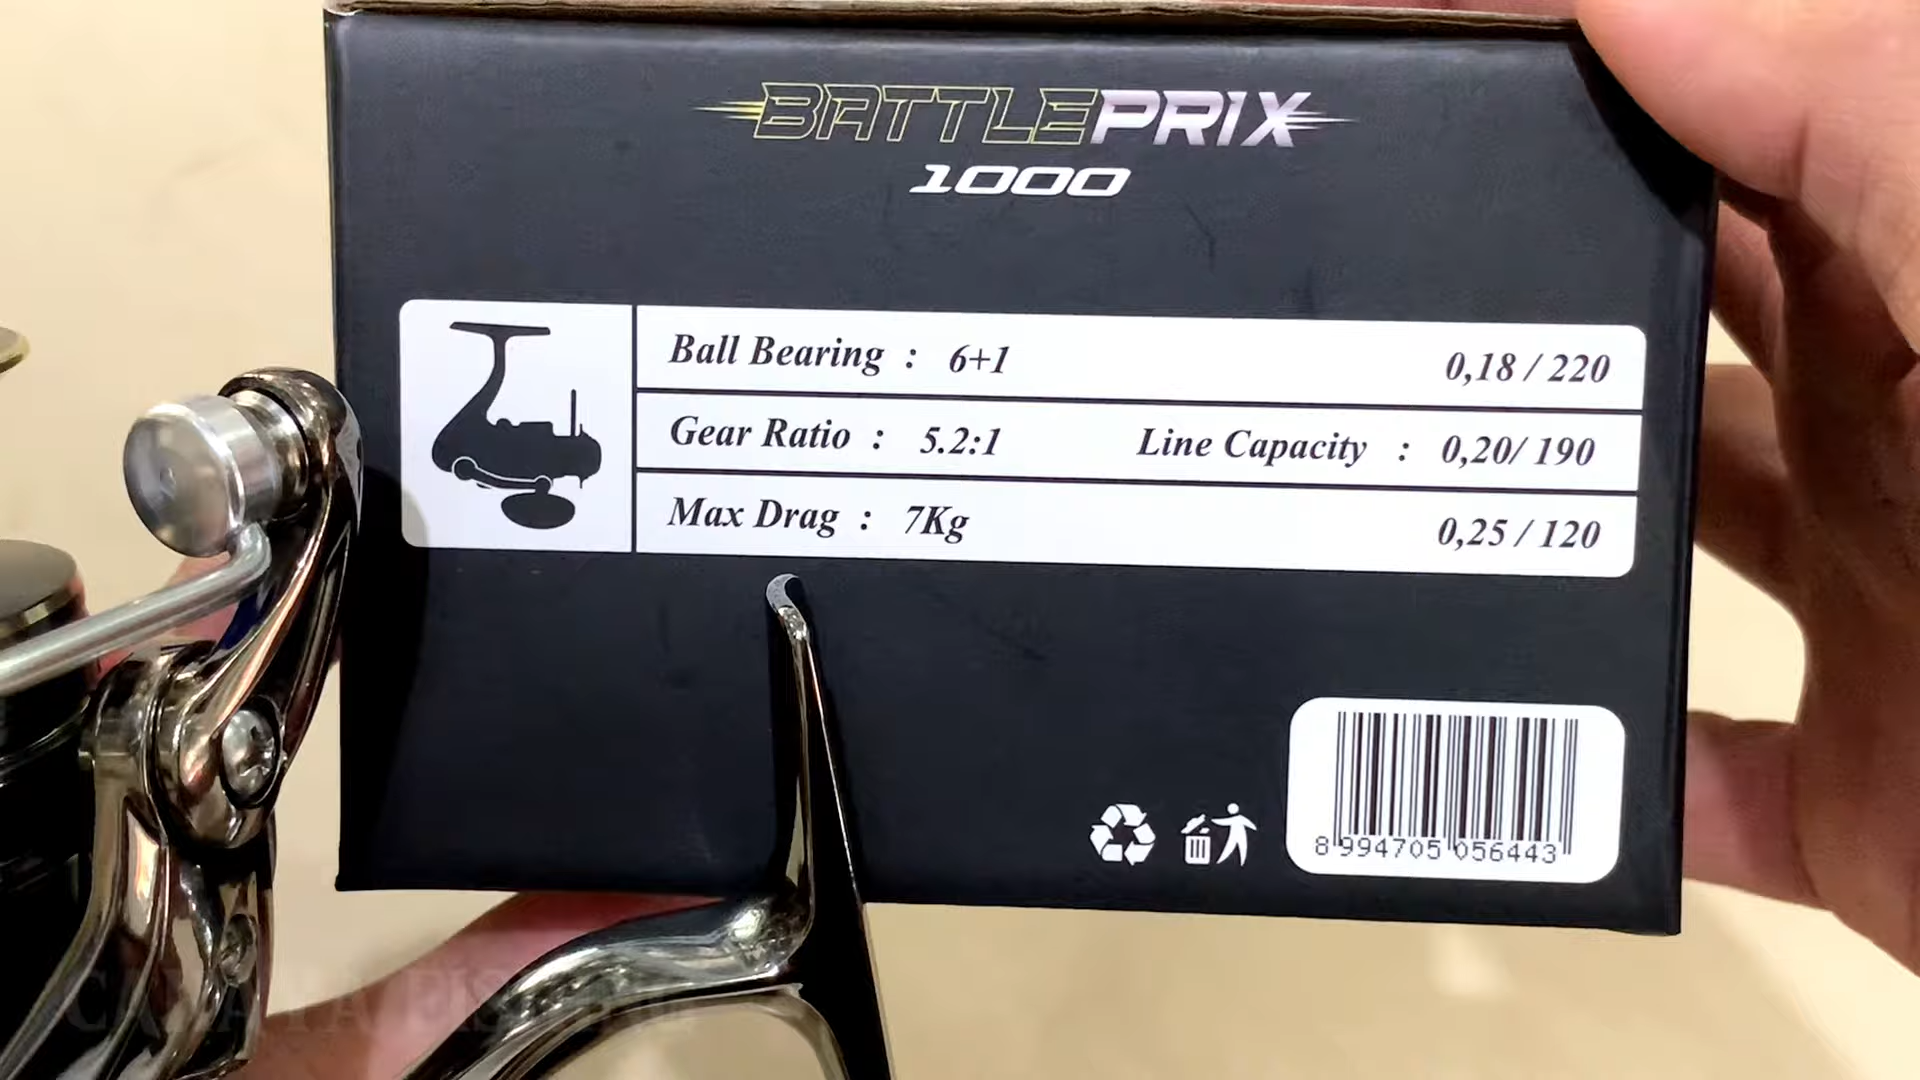 BATTLEPRIX
1000
Ball Bearing : 6+1 0,18 / 220
Gear Ratio : 5.2:1 Line Capacity : 0,20/ 190
Max Drag : 7Kg 0,25 / 120
8 994705 056443